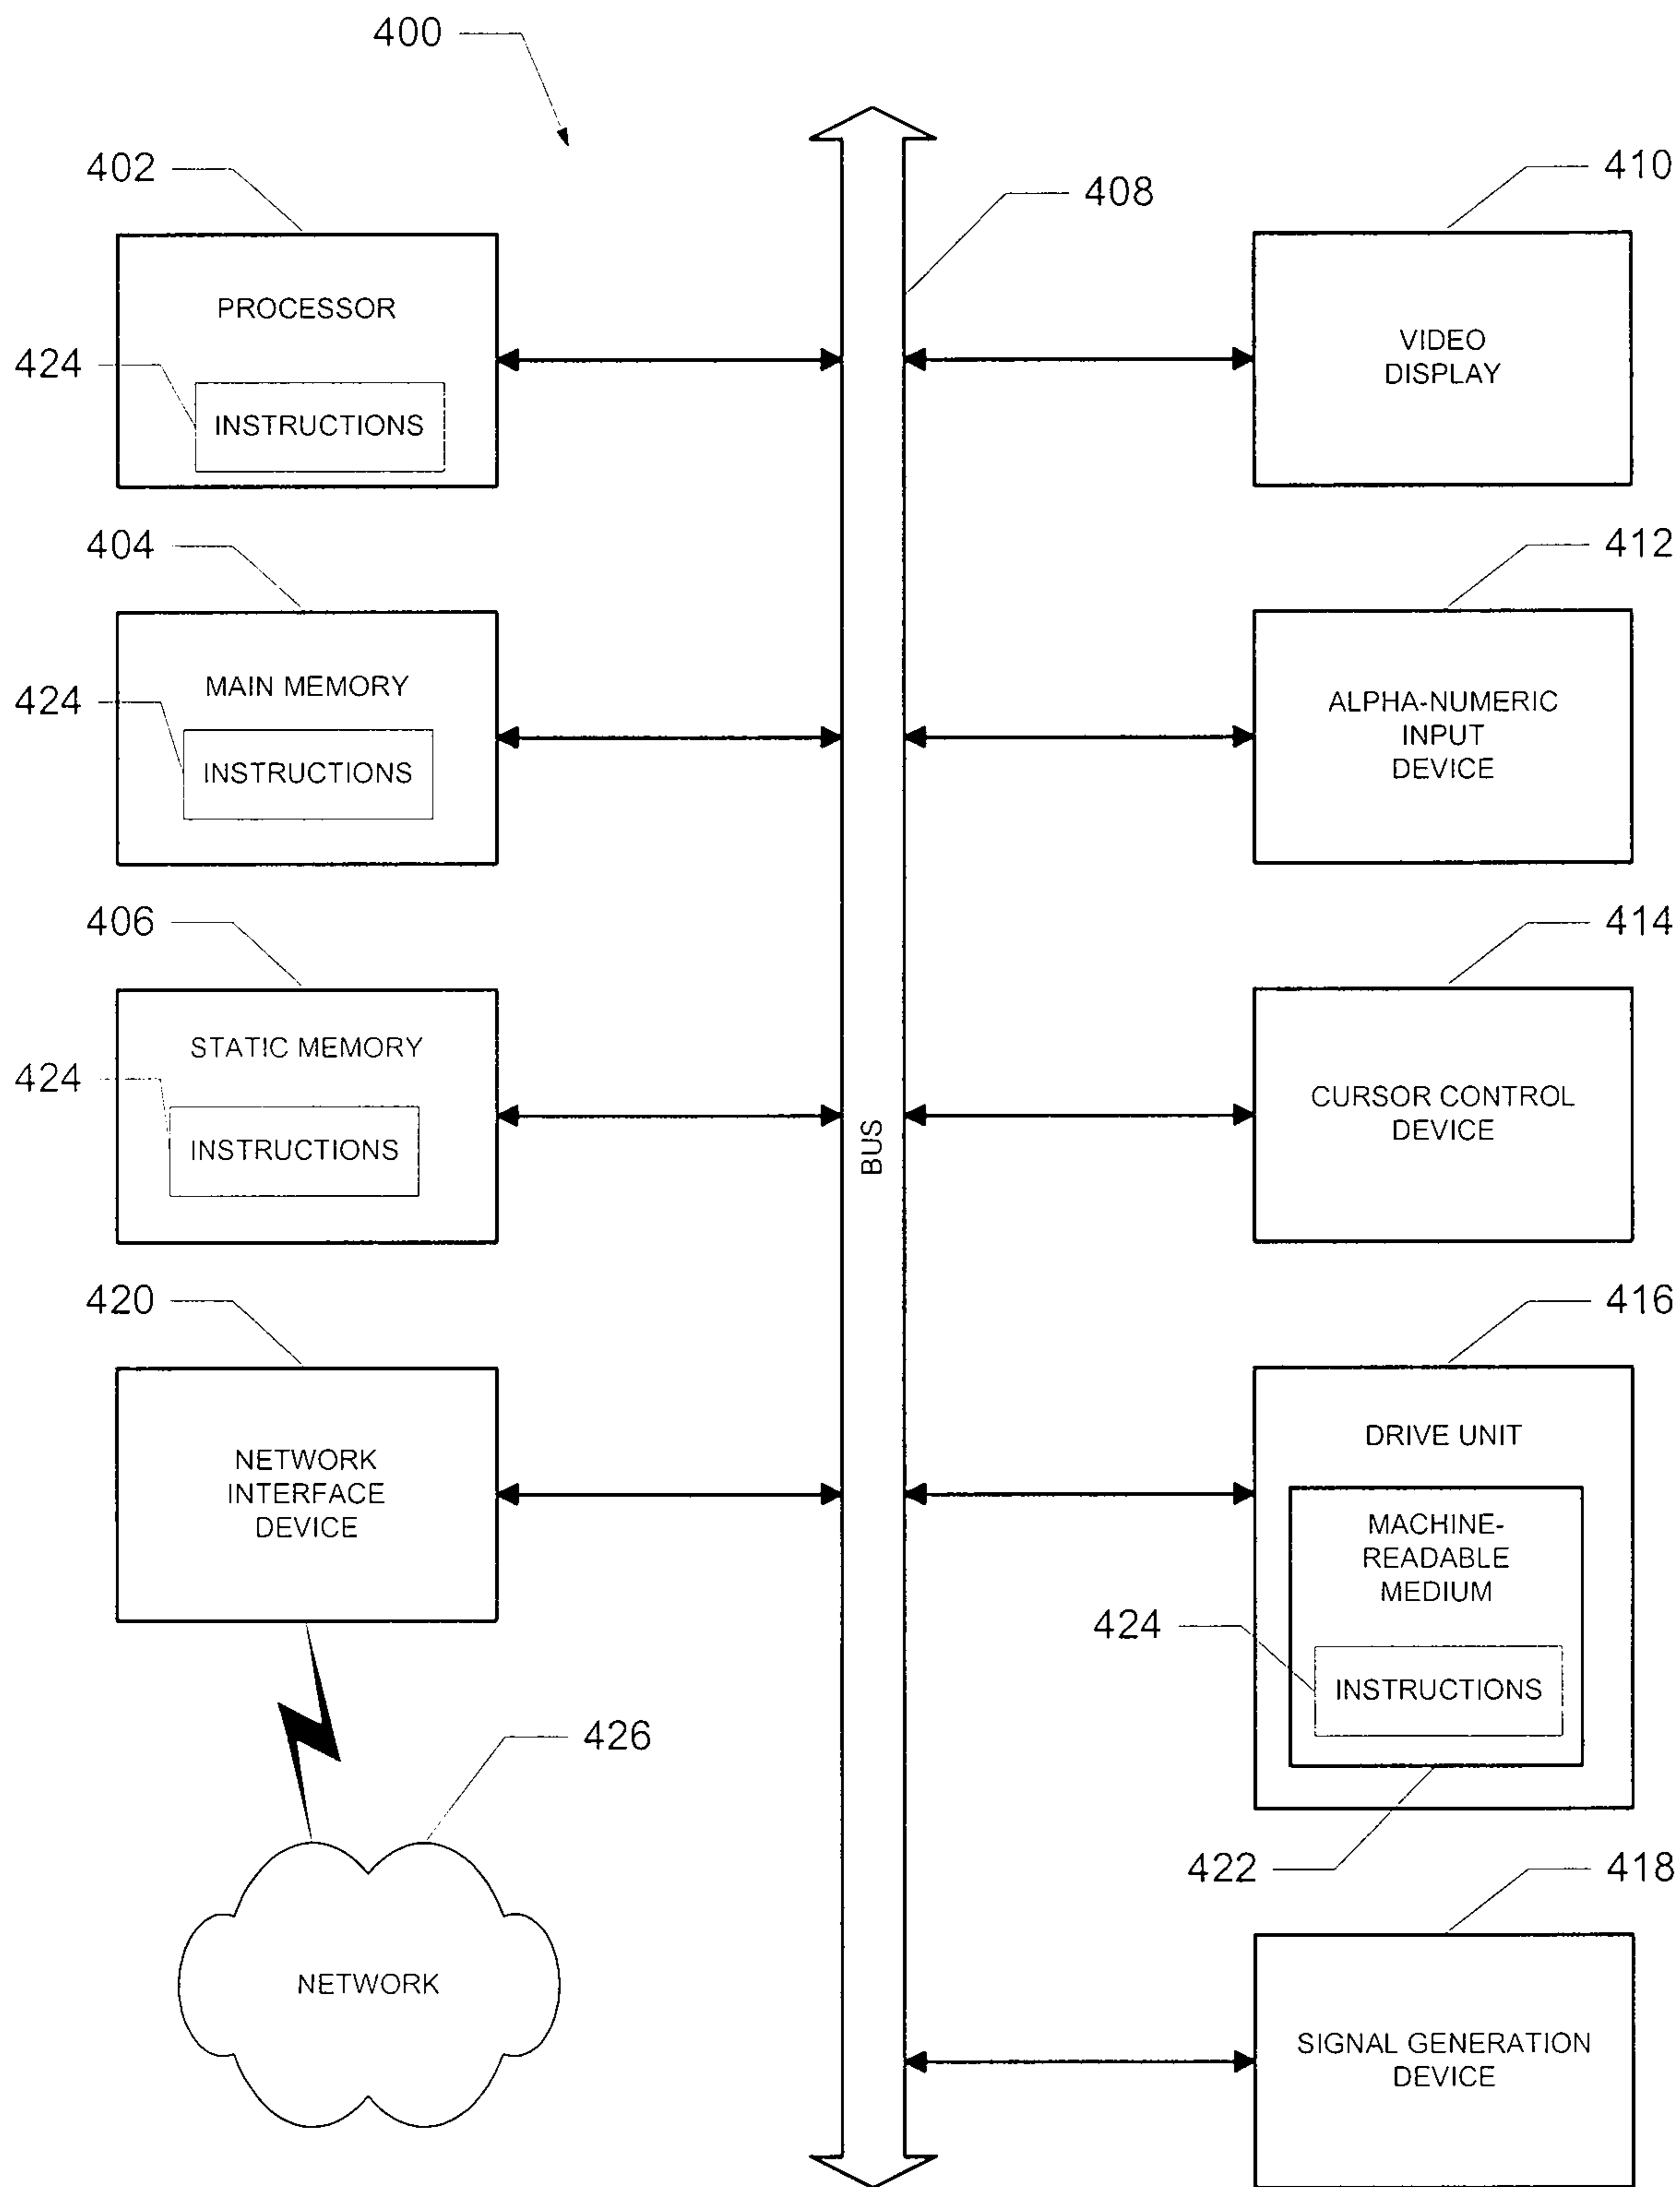 400
402
408
410
PROCESSOR
424
INSTRUCTIONS
VIDEO
DISPLAY
404
412
MAIN MEMORY
424
INSTRUCTIONS
ALPHA-NUMERIC
INPUT
DEVICE
406
414
STATIC MEMORY
424
INSTRUCTIONS
BUS
CURSOR CONTROL
DEVICE
420
416
NETWORK
INTERFACE
DEVICE
DRIVE UNIT
MACHINE-
READABLE
MEDIUM
424
INSTRUCTIONS
426
422
418
NETWORK
SIGNAL GENERATION
DEVICE